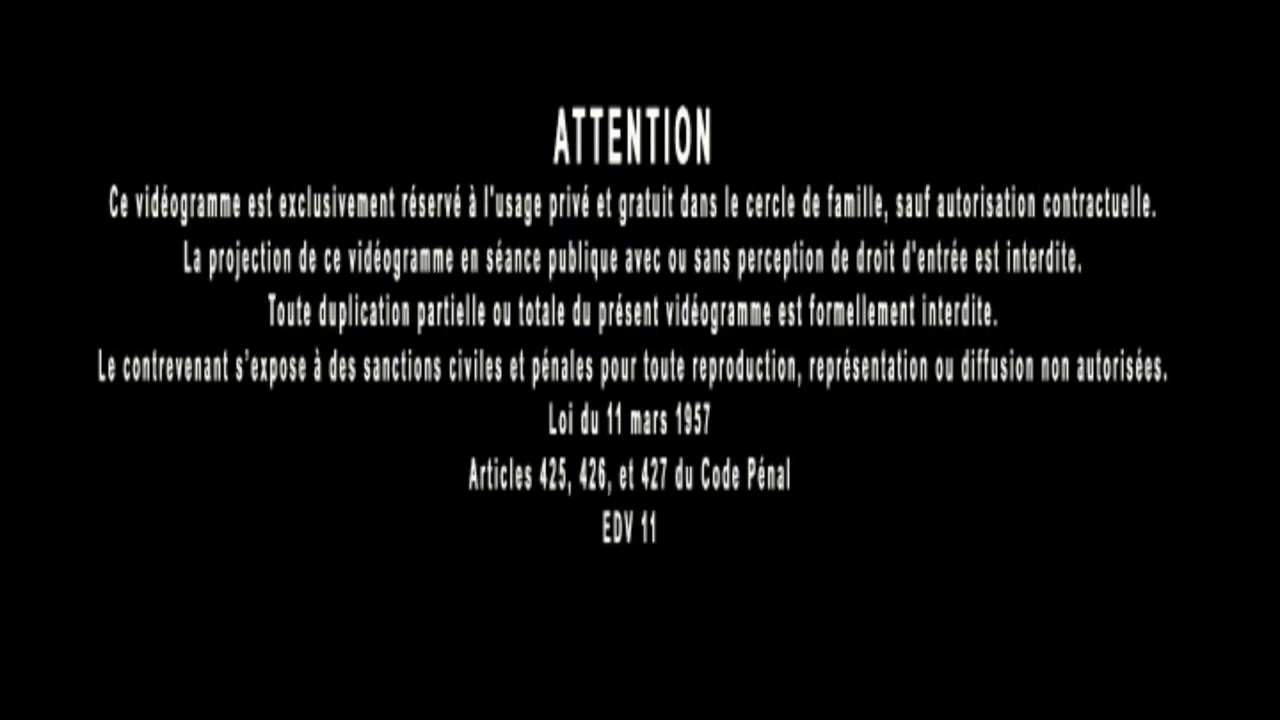 ATTENTION
Ce vidéogramme est exclusivement réservé à l'usage privé et gratuit dans le cercle de famille, sauf autorisation contractuelle.
La projection de ce vidéogramme en séance publique avec ou sans perception de droit d'entrée est interdite.
Toute duplication partielle ou totale du présent vidéogramme est formellement interdite.
Le contrevenant s'expose à des sanctions civiles et pénales pour toute reproduction, représentation ou diffusion non autorisées.
Loi du 11 mars 1957
Articles 425, 426, et 427 du Code Pénal
EDV 11